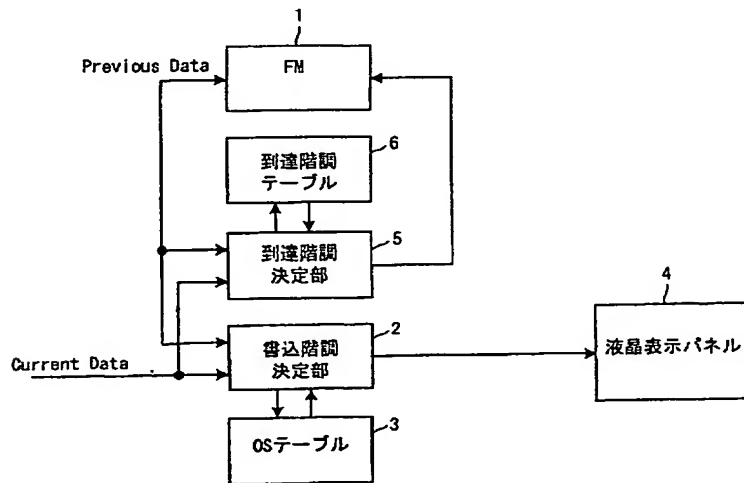 1
Previous Data
FM
6
到達階調
テーブル
5
到達階調
決定部
4
2
Current Data
書込階調
決定部
液晶表示パネル
3
OSテーブル